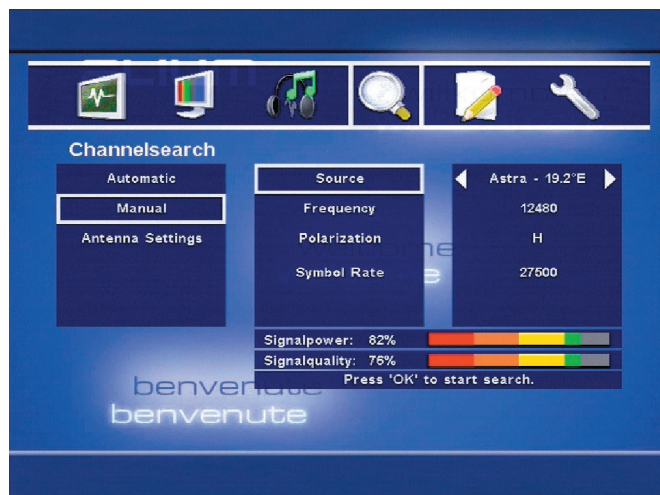 Channelsearch
Automatic
Manual
Antenna Settings
Source
Frequency
Polarization
Symbol Rate
Astra - 19.2°E
12480
H
27500
Signalpower: 82%
Signalquality: 76%
Press 'OK' to start search.
benvenute
benvenute